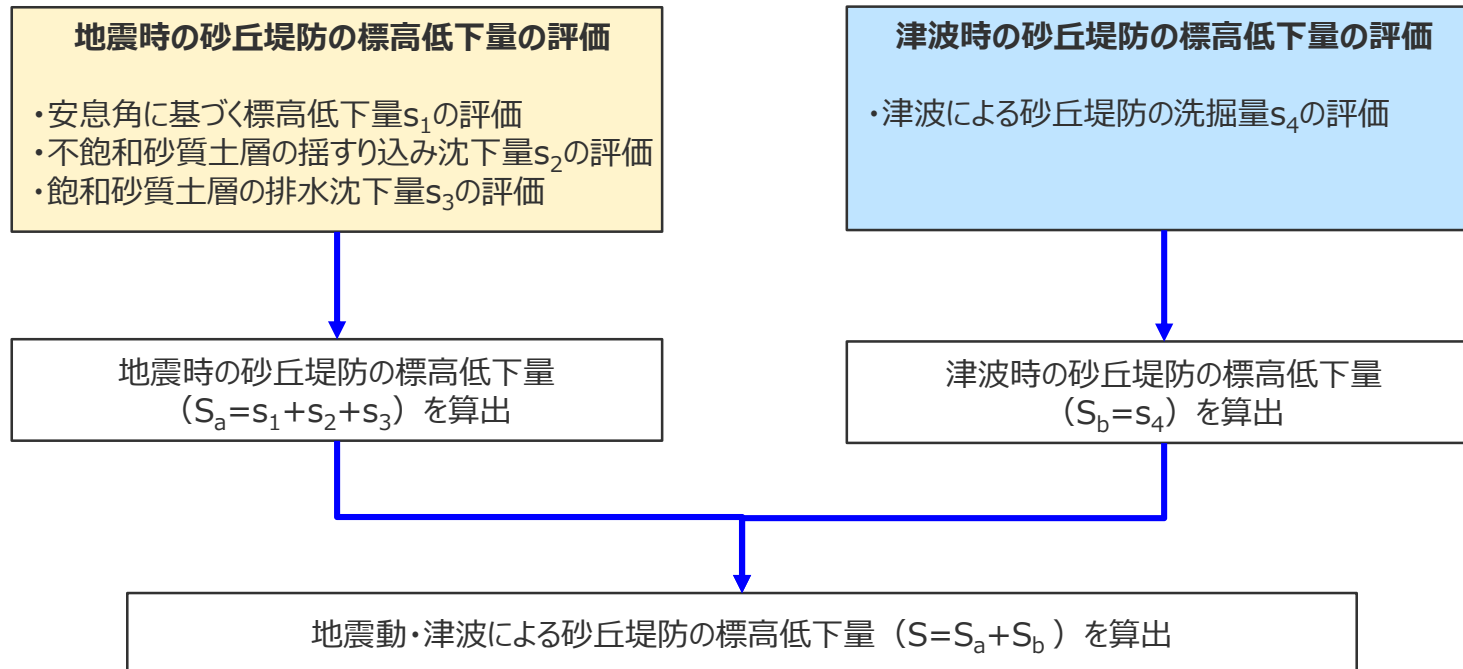 地震時の砂丘堤防の標高低下量の評価
・安息角に基づく標高低下量s₁の評価
・不飽和砂質土層の揺すり込み沈下量s₂の評価
・飽和砂質土層の排水沈下量s₃の評価
津波時の砂丘堤防の標高低下量の評価
・津波による砂丘堤防の洗掘量s₄の評価
地震時の砂丘堤防の標高低下量
（Sₐ=s₁+s₂+s₃）を算出
津波時の砂丘堤防の標高低下量
（S_b=s₄）を算出
地震動・津波による砂丘堤防の標高低下量（S=Sₐ+S_b ）を算出